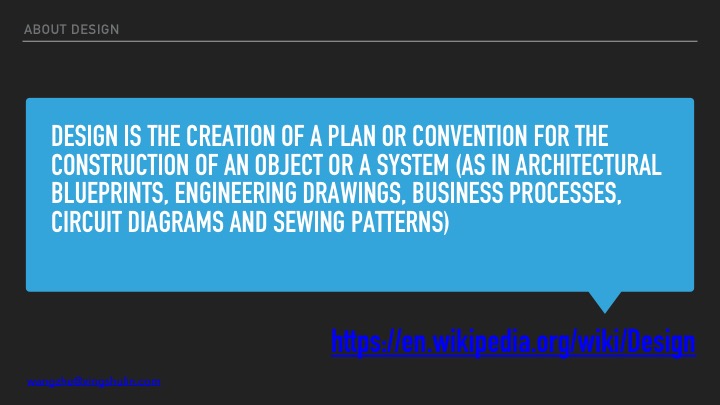 ABOUT DESIGN
DESIGN IS THE CREATION OF A PLAN OR CONVENTION FOR THE
CONSTRUCTION OF AN OBJECT OR A SYSTEM (AS IN ARCHITECTURAL
BLUEPRINTS, ENGINEERING DRAWINGS, BUSINESS PROCESSES,
CIRCUIT DIAGRAMS AND SEWING PATTERNS)
https://en.wikipedia.org/wiki/Design